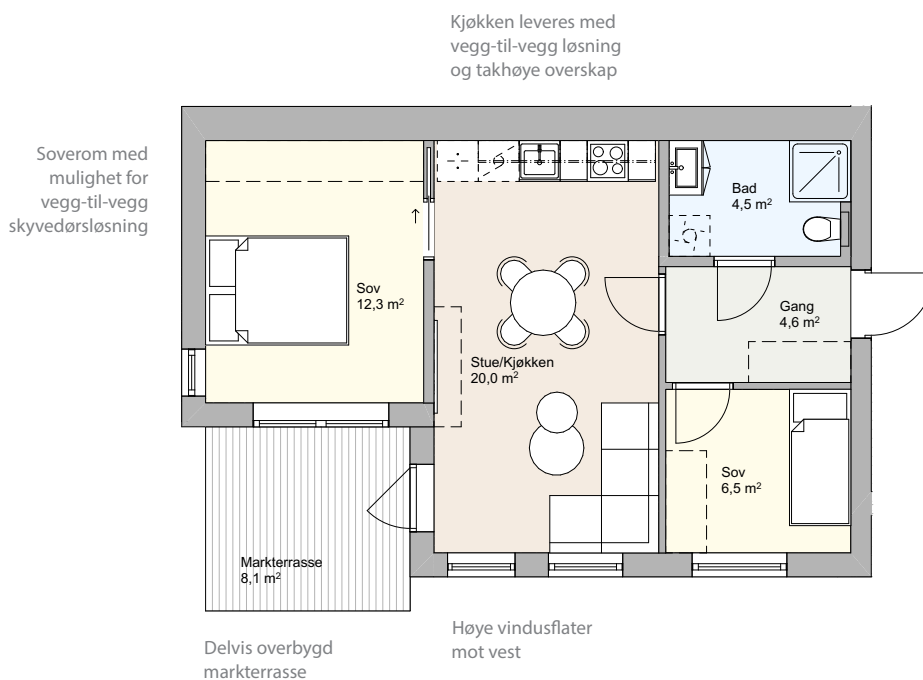 Kjøkken leveres med
vegg-til-vegg løsning
og takhøye overskap
Soverom med
mulighet for
vegg-til-vegg
skyvedørsløsning
Bad
4,5 m²
Sov
12,3 m²
Gang
4,6 m²
Stue/Kjøkken
20,0 m²
Sov
6,5 m²
Markterrasse
8,1 m²
Høye vindusflater
mot vest
Delvis overbygd
markterrasse